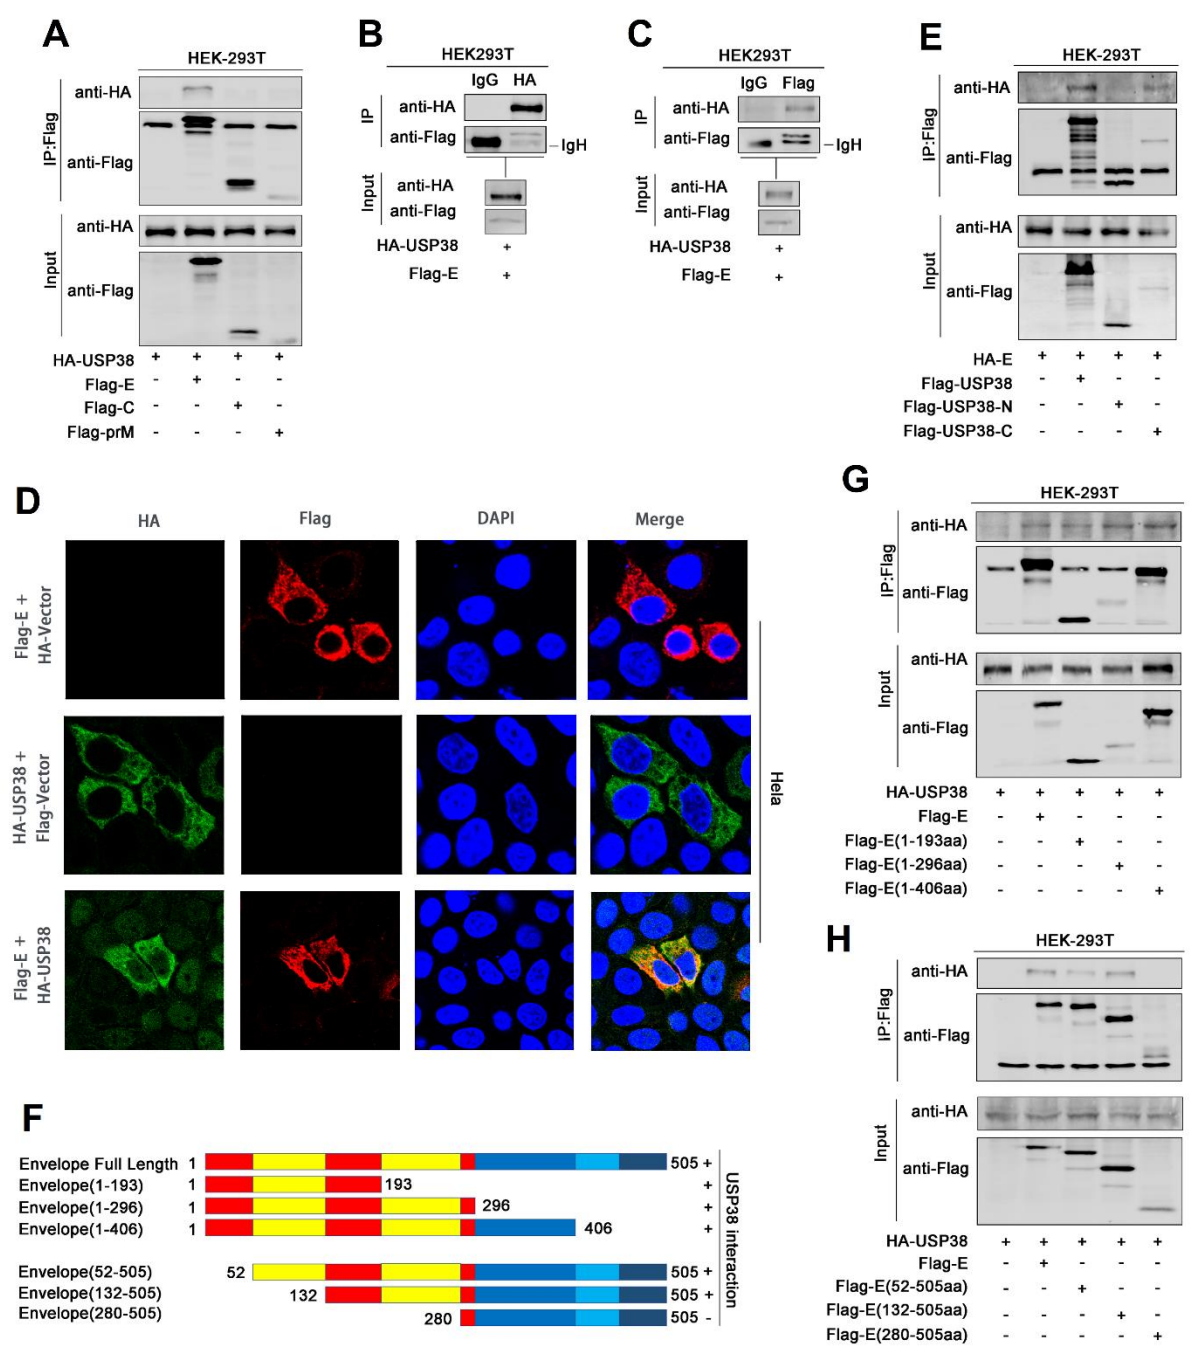 A
HEK-293T
IP:Flag
anti-HA
anti-Flag
Input
anti-HA
anti-Flag
HA-USP38 + + + +
Flag-E - + - -
Flag-C - - + -
Flag-prM - - - +
B
HEK293T
IgG HA
IP
anti-HA
anti-Flag
IgH
Input
anti-HA
anti-Flag
HA-USP38 +
Flag-E +
C
HEK293T
IgG Flag
IP
anti-HA
anti-Flag
IgH
Input
anti-HA
anti-Flag
HA-USP38 +
Flag-E +
E
HEK-293T
IP:Flag
anti-HA
anti-Flag
Input
anti-HA
anti-Flag
HA-E + + + +
Flag-USP38 - + - -
Flag-USP38-N - - + -
Flag-USP38-C - - - +
D
HA Flag DAPI Merge
Flag-E +
HA-Vector
HA-USP38 +
Flag-Vector
Flag-E +
HA-USP38
Hela
F
Envelope Full Length 1 505 +
Envelope(1-193) 1 193 +
Envelope(1-296) 1 296 +
Envelope(1-406) 1 406 +
Envelope(52-505) 52 505 +
Envelope(132-505) 132 505 +
Envelope(280-505) 280 505 -
USP38 interaction
G
HEK-293T
IP:Flag
anti-HA
anti-Flag
Input
anti-HA
anti-Flag
HA-USP38 + + + + +
Flag-E - + - - -
Flag-E(1-193aa) - - + - -
Flag-E(1-296aa) - - - + -
Flag-E(1-406aa) - - - - +
H
HEK-293T
IP:Flag
anti-HA
anti-Flag
Input
anti-HA
anti-Flag
HA-USP38 + + + + +
Flag-E - + - - -
Flag-E(52-505aa) - - + - -
Flag-E(132-505aa) - - - + -
Flag-E(280-505aa) - - - - +